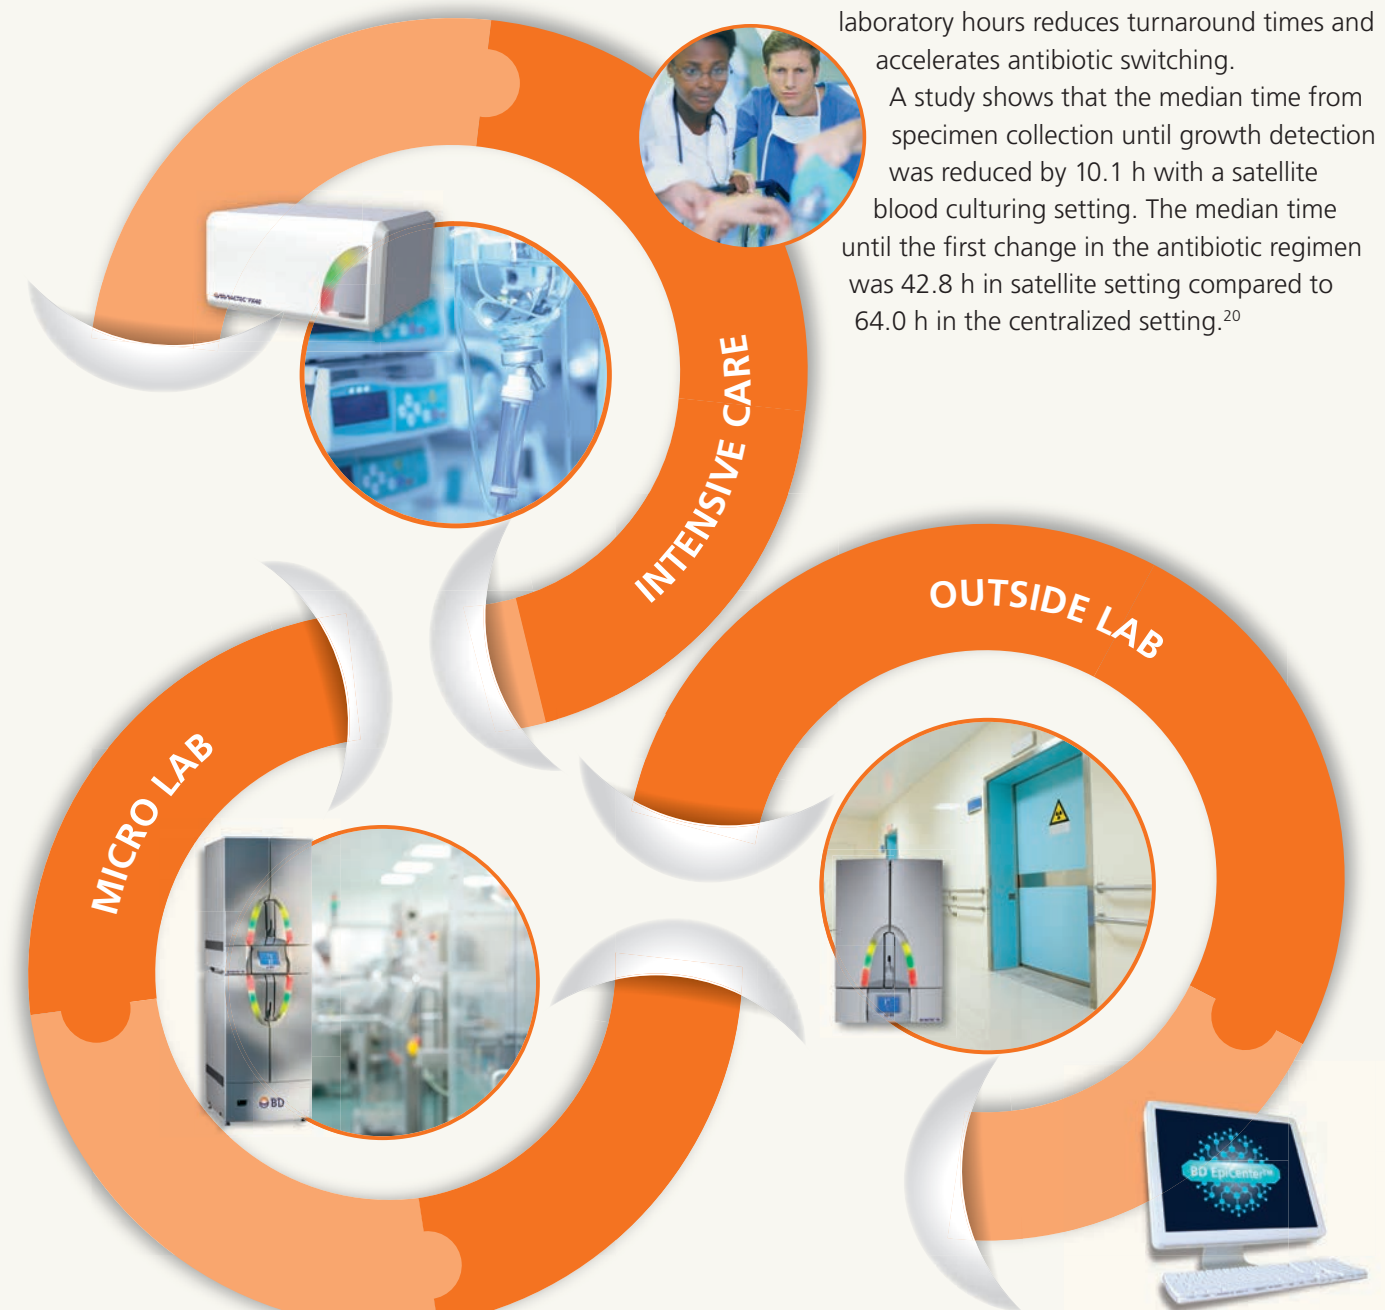 laboratory hours reduces turnaround times and
accelerates antibiotic switching.
A study shows that the median time from
specimen collection until growth detection
was reduced by 10.1 h with a satellite
blood culturing setting. The median time
until the first change in the antibiotic regimen
was 42.8 h in satellite setting compared to
64.0 h in the centralized setting.20
INTENSIVE CARE
OUTSIDE LAB
MICRO LAB
BD
BD EpiCenter™